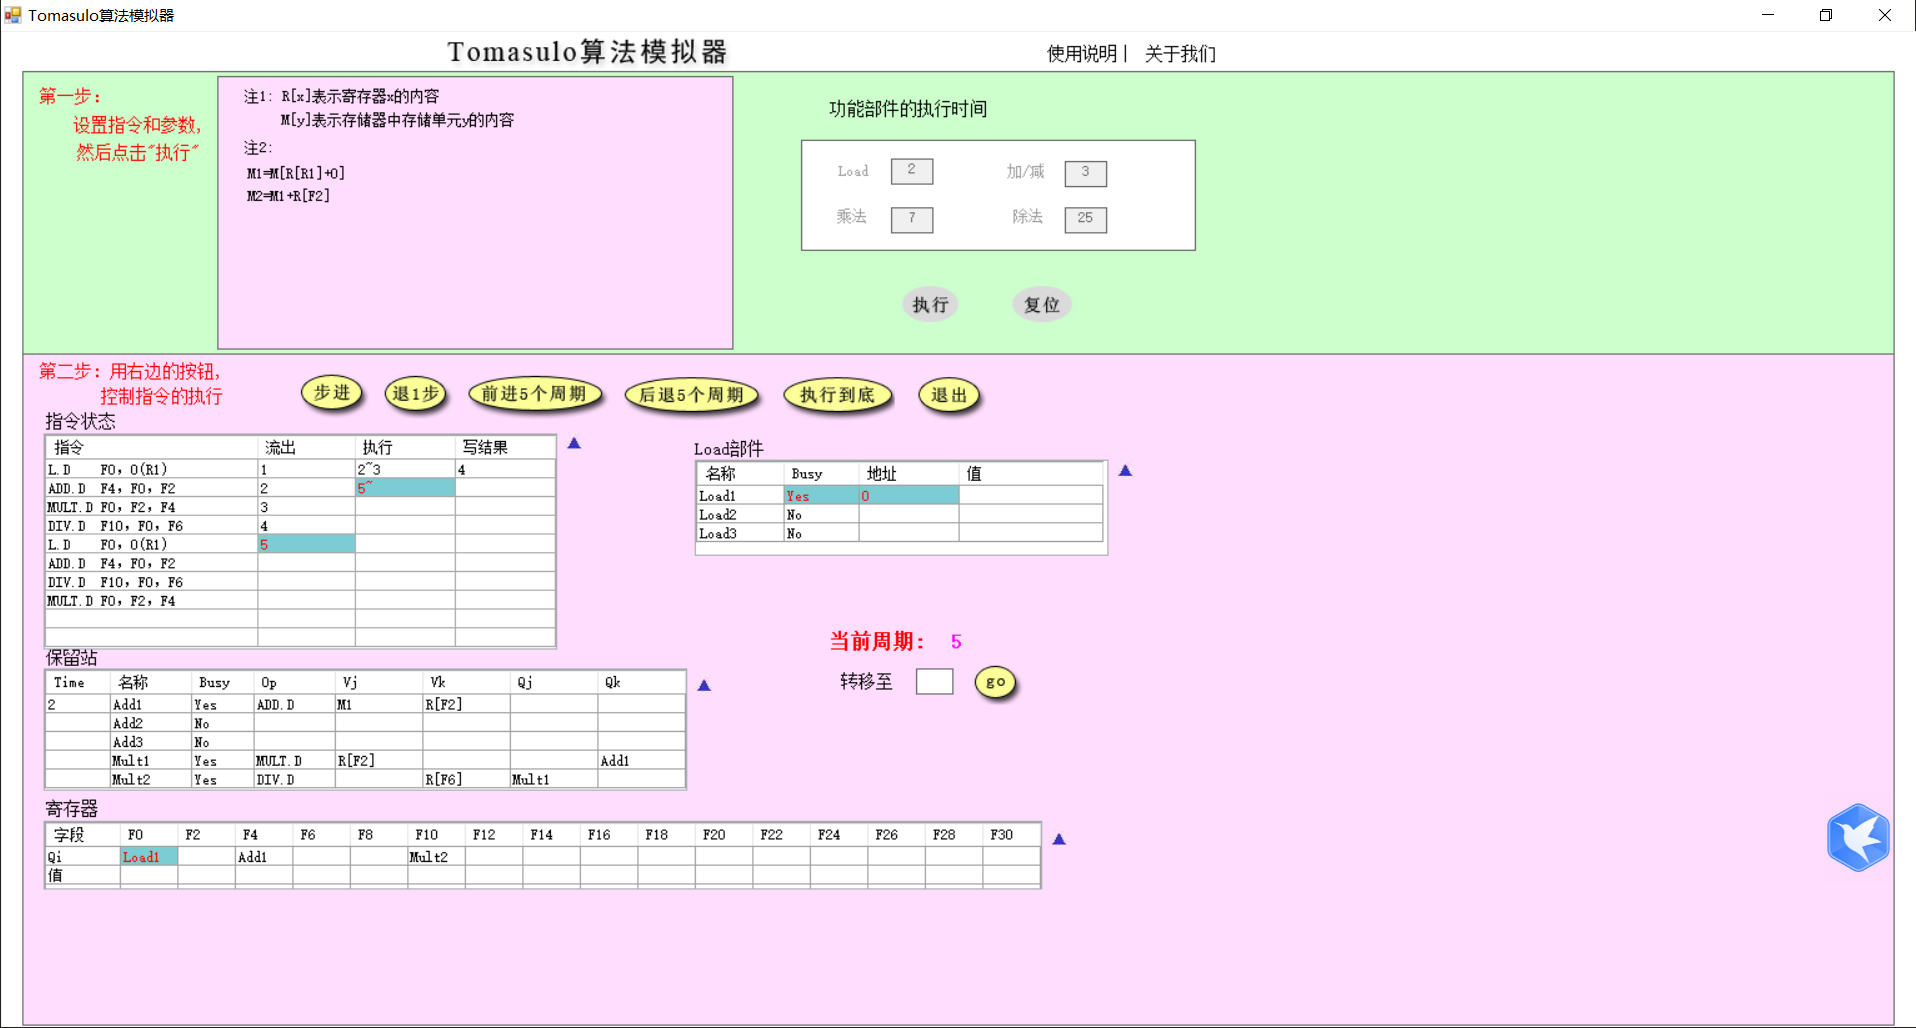 Tomasulo算法模拟器
Tomasulo算法模拟器
使用说明 | 关于我们
第一步：
设置指令和参数，
然后点击"执行"
注1: R[x]表示寄存器x的内容
M[y]表示存储器中存储单元y的内容
注2:
M1=M[R[R1]+0]
M2=M1+R[F2]
功能部件的执行时间
Load 2 加/减 3
乘法 7 除法 25
执行 复位
第二步：用右边的按钮，
控制指令的执行
步进 退1步 前进5个周期 后退5个周期 执行到底 退出
指令状态
指令 流出 执行 写结果
L.D F0, 0(R1) 1 2~3 4
ADD.D F4, F0, F2 2 5~
MULT.D F0, F2, F4 3
DIV.D F10, F0, F6 4
L.D F0, 0(R1) 5
ADD.D F4, F0, F2
DIV.D F10, F0, F6
MULT.D F0, F2, F4
Load部件
名称 Busy 地址 值
Load1 Yes 0
Load2 No
Load3 No
当前周期： 5
转移至 go
保留站
Time 名称 Busy Op Vj Vk Qj Qk
2 Add1 Yes ADD.D M1 R[F2]
Add2 No
Add3 No
Mult1 Yes MULT.D R[F2] Add1
Mult2 Yes DIV.D R[F6] Mult1
寄存器
字段 F0 F2 F4 F6 F8 F10 F12 F14 F16 F18 F20 F22 F24 F26 F28 F30
Qi Load1 Add1 Mult2
值